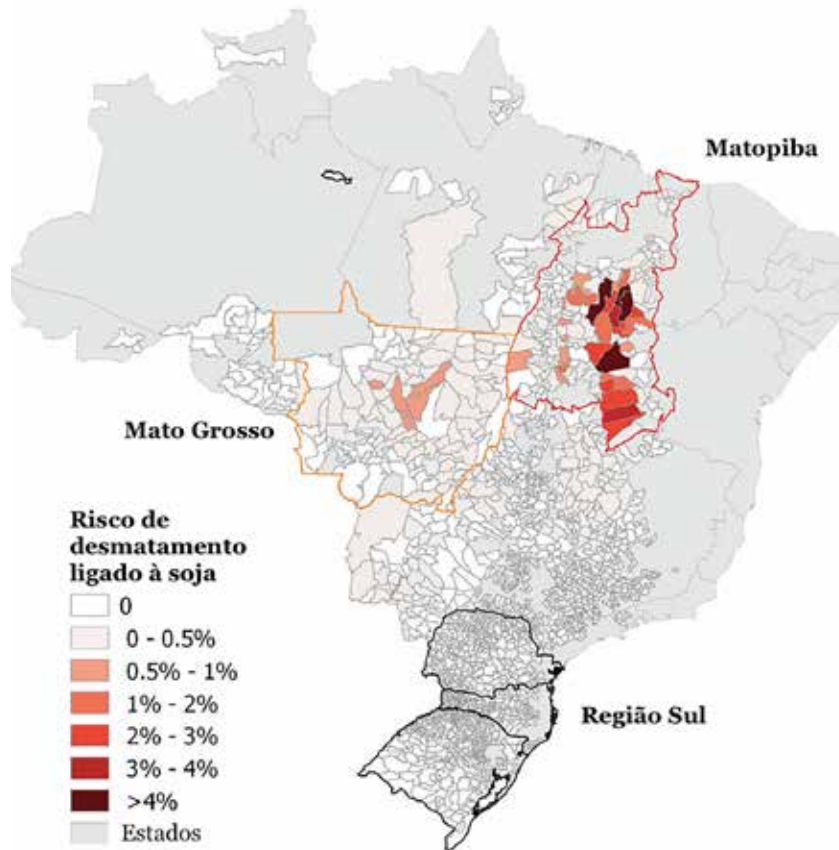 Matopiba
Mato Grosso
Risco de
desmatamento
ligado à soja
0
0 - 0.5%
0.5% - 1%
1% - 2%
2% - 3%
3% - 4%
>4%
Estados
Região Sul